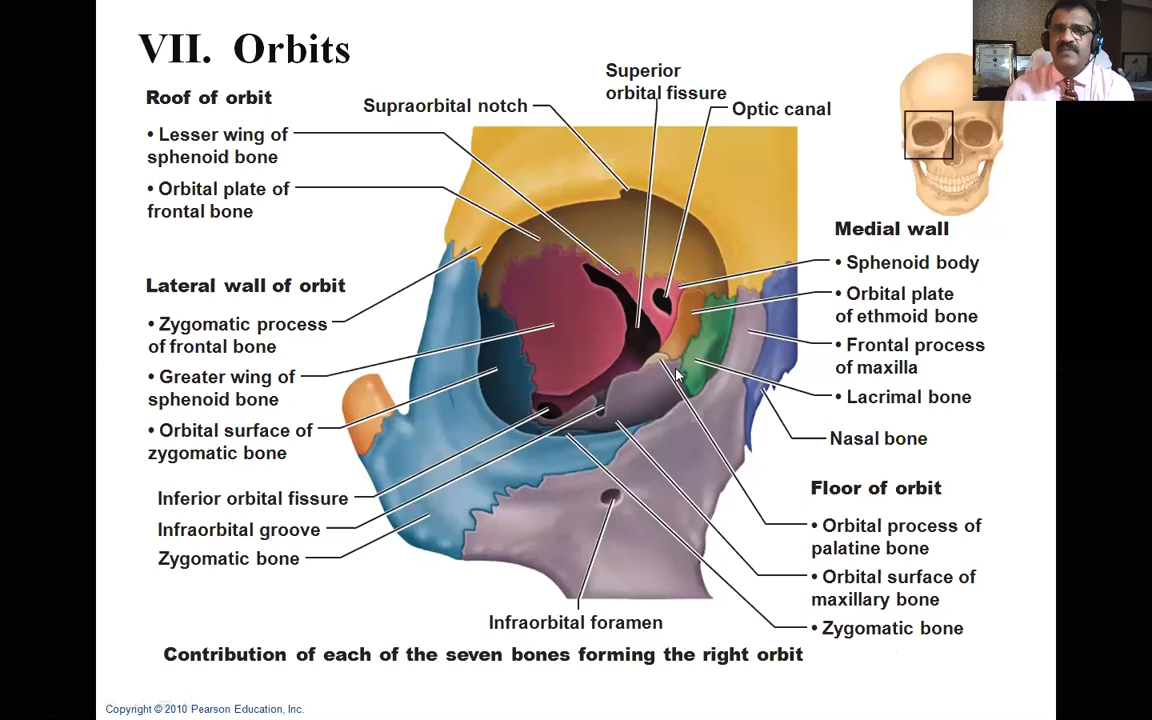 VII. Orbits
Roof of orbit
• Lesser wing of
sphenoid bone
• Orbital plate of
frontal bone
Lateral wall of orbit
• Zygomatic process
of frontal bone
• Greater wing of
sphenoid bone
• Orbital surface of
zygomatic bone
Inferior orbital fissure
Infraorbital groove
Zygomatic bone
Supraorbital notch
Superior
orbital fissure
Optic canal
Medial wall
• Sphenoid body
• Orbital plate
of ethmoid bone
• Frontal process
of maxilla
• Lacrimal bone
Nasal bone
Floor of orbit
• Orbital process of
palatine bone
• Orbital surface of
maxillary bone
• Zygomatic bone
Infraorbital foramen
Contribution of each of the seven bones forming the right orbit
Copyright © 2010 Pearson Education, Inc.